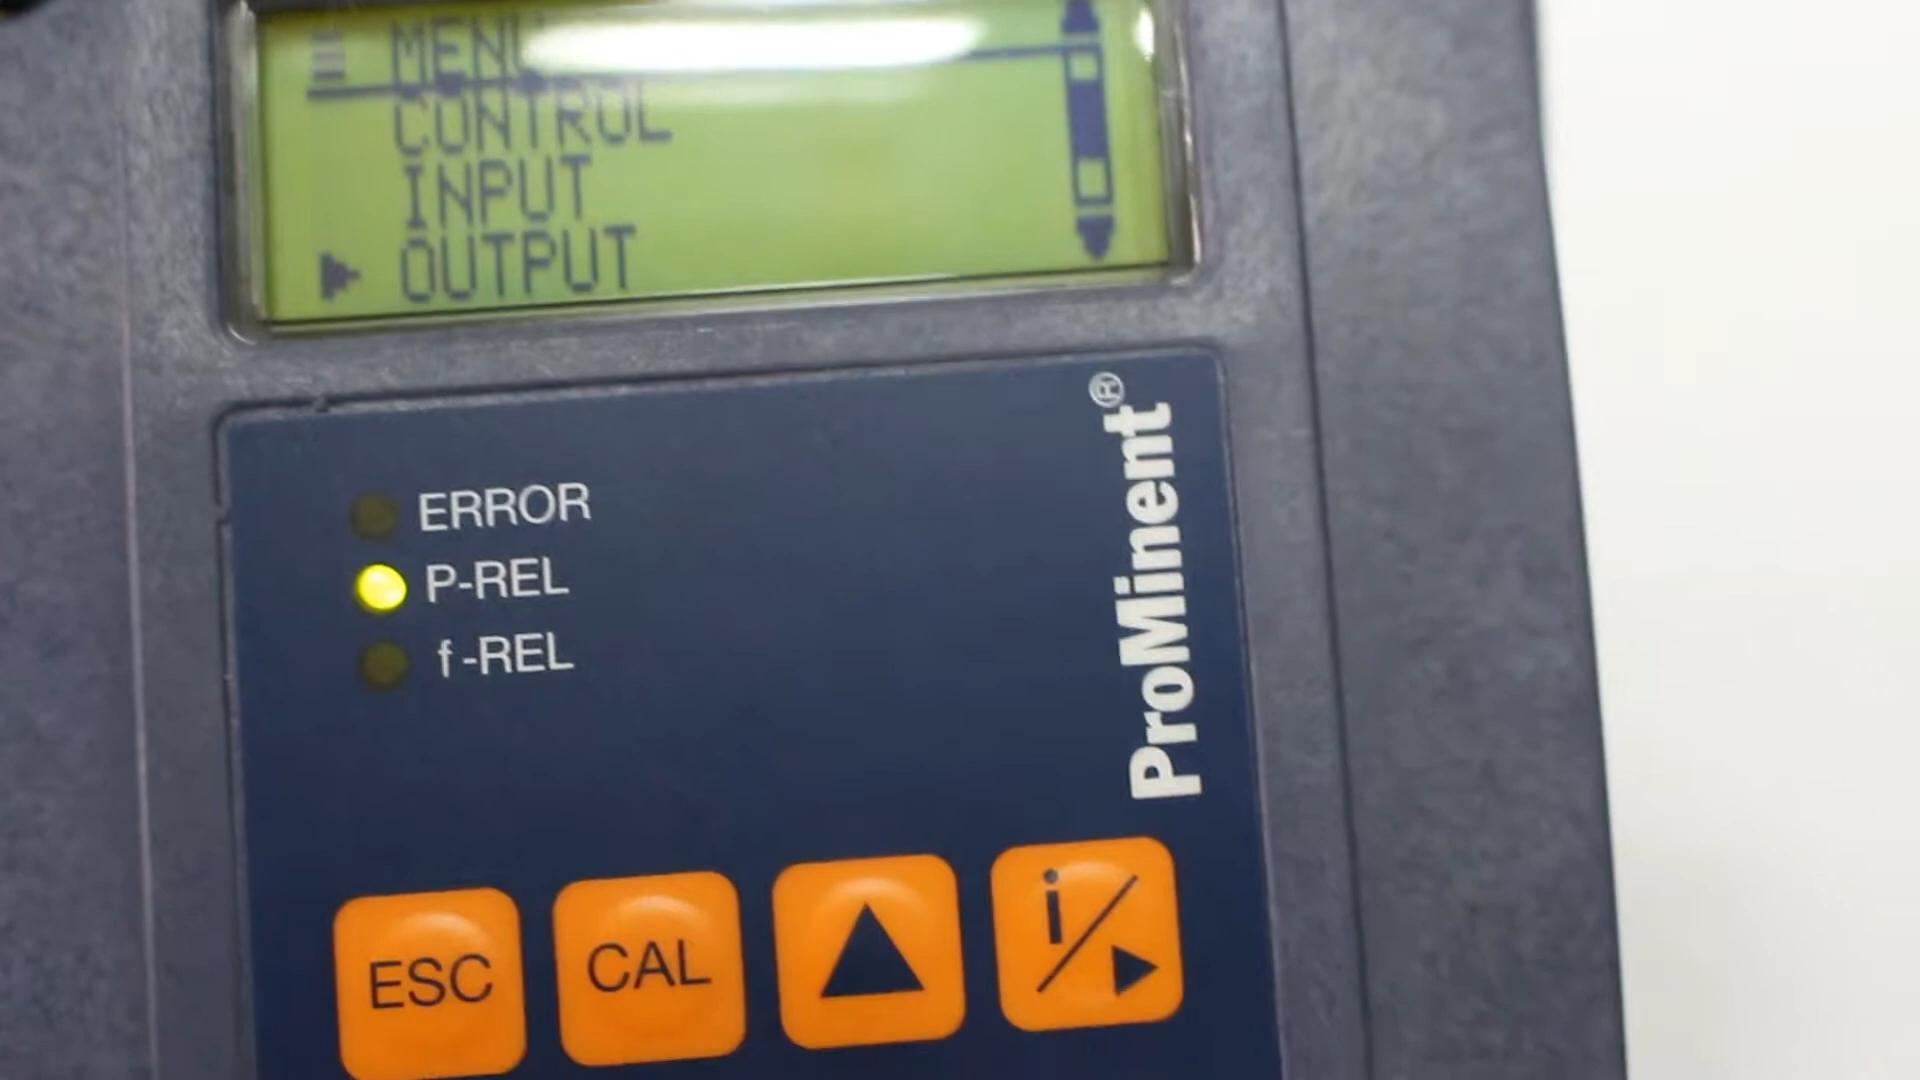 MENU
CONTROL
INPUT
OUTPUT
ERROR
P-REL
f-REL
ProMinent®
ESC
CAL
i/